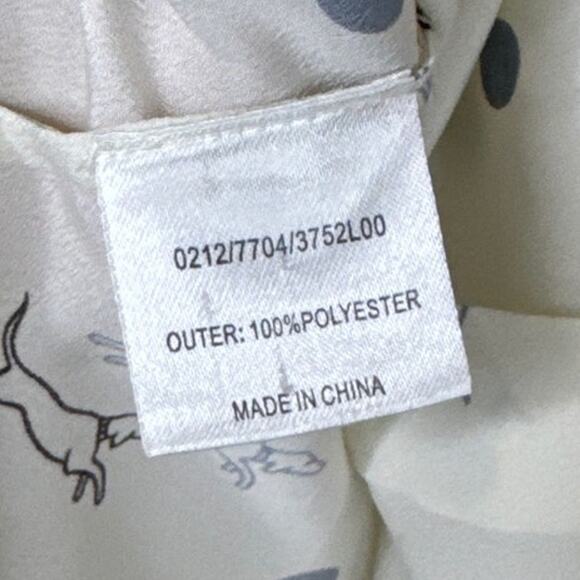 0212/7704/3752L00
OUTER: 100%POLYESTER
MADE IN CHINA